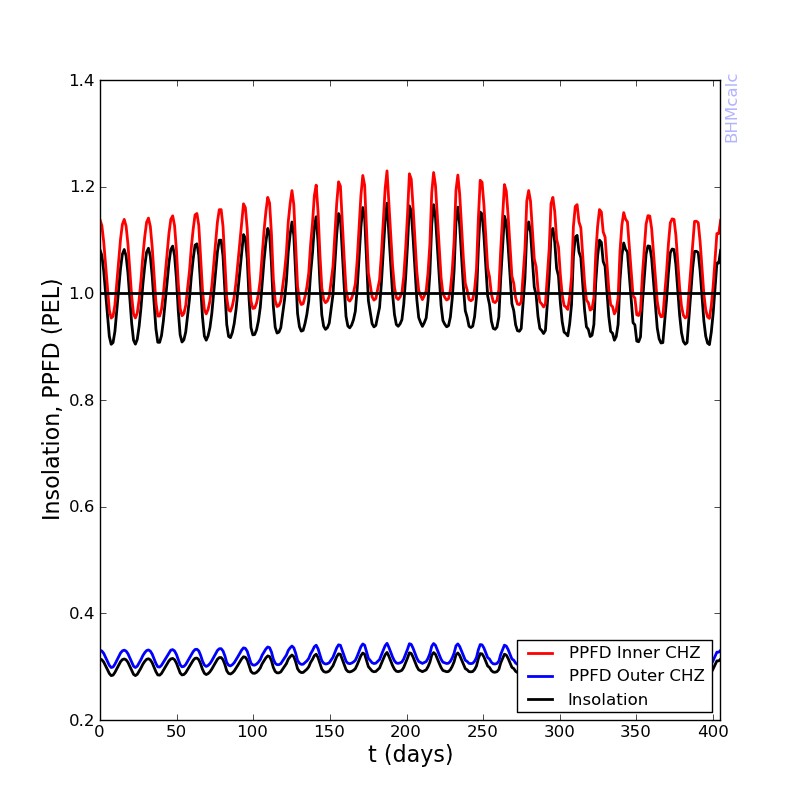 1.4
1.2
1.0
0.8
0.6
0.4
0.2
Insolation, PPFD (PEL)
BHMcalc
PPFD Inner CHZ
PPFD Outer CHZ
Insolation
0 50 100 150 200 250 300 350 400
t (days)